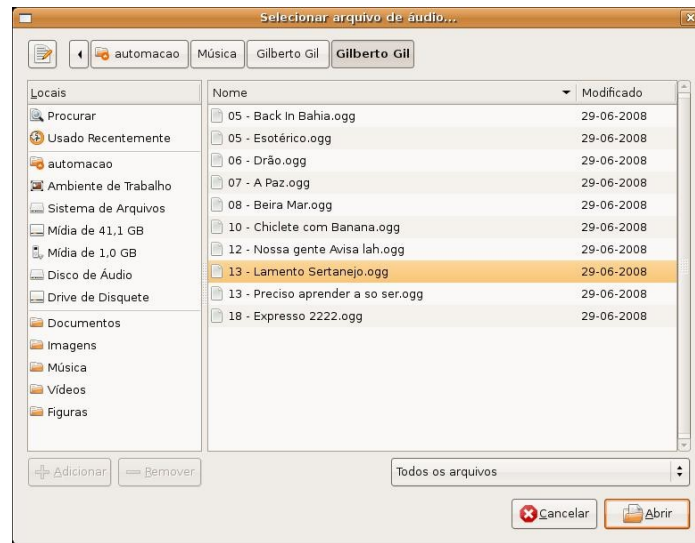 Selecionar arquivo de áudio...
automacao Música Gilberto Gil Gilberto Gil
Locais
Procurar
Usado Recentemente
automacao
Ambiente de Trabalho
Sistema de Arquivos
Mídia de 41,1 GB
Mídia de 1,0 GB
Disco de Áudio
Drive de Disquete
Documentos
Imagens
Música
Vídeos
Figuras
Nome Modificado
05 - Back In Bahia.ogg 29-06-2008
05 - Esotérico.ogg 29-06-2008
06 - Drão.ogg 29-06-2008
07 - A Paz.ogg 29-06-2008
08 - Beira Mar.ogg 29-06-2008
10 - Chiclete com Banana.ogg 29-06-2008
12 - Nossa gente Avisa lah.ogg 29-06-2008
13 - Lamento Sertanejo.ogg 29-06-2008
13 - Preciso aprender a so ser.ogg 29-06-2008
18 - Expresso 2222.ogg 29-06-2008
Adicionar Remover
Todos os arquivos
Cancelar Abrir